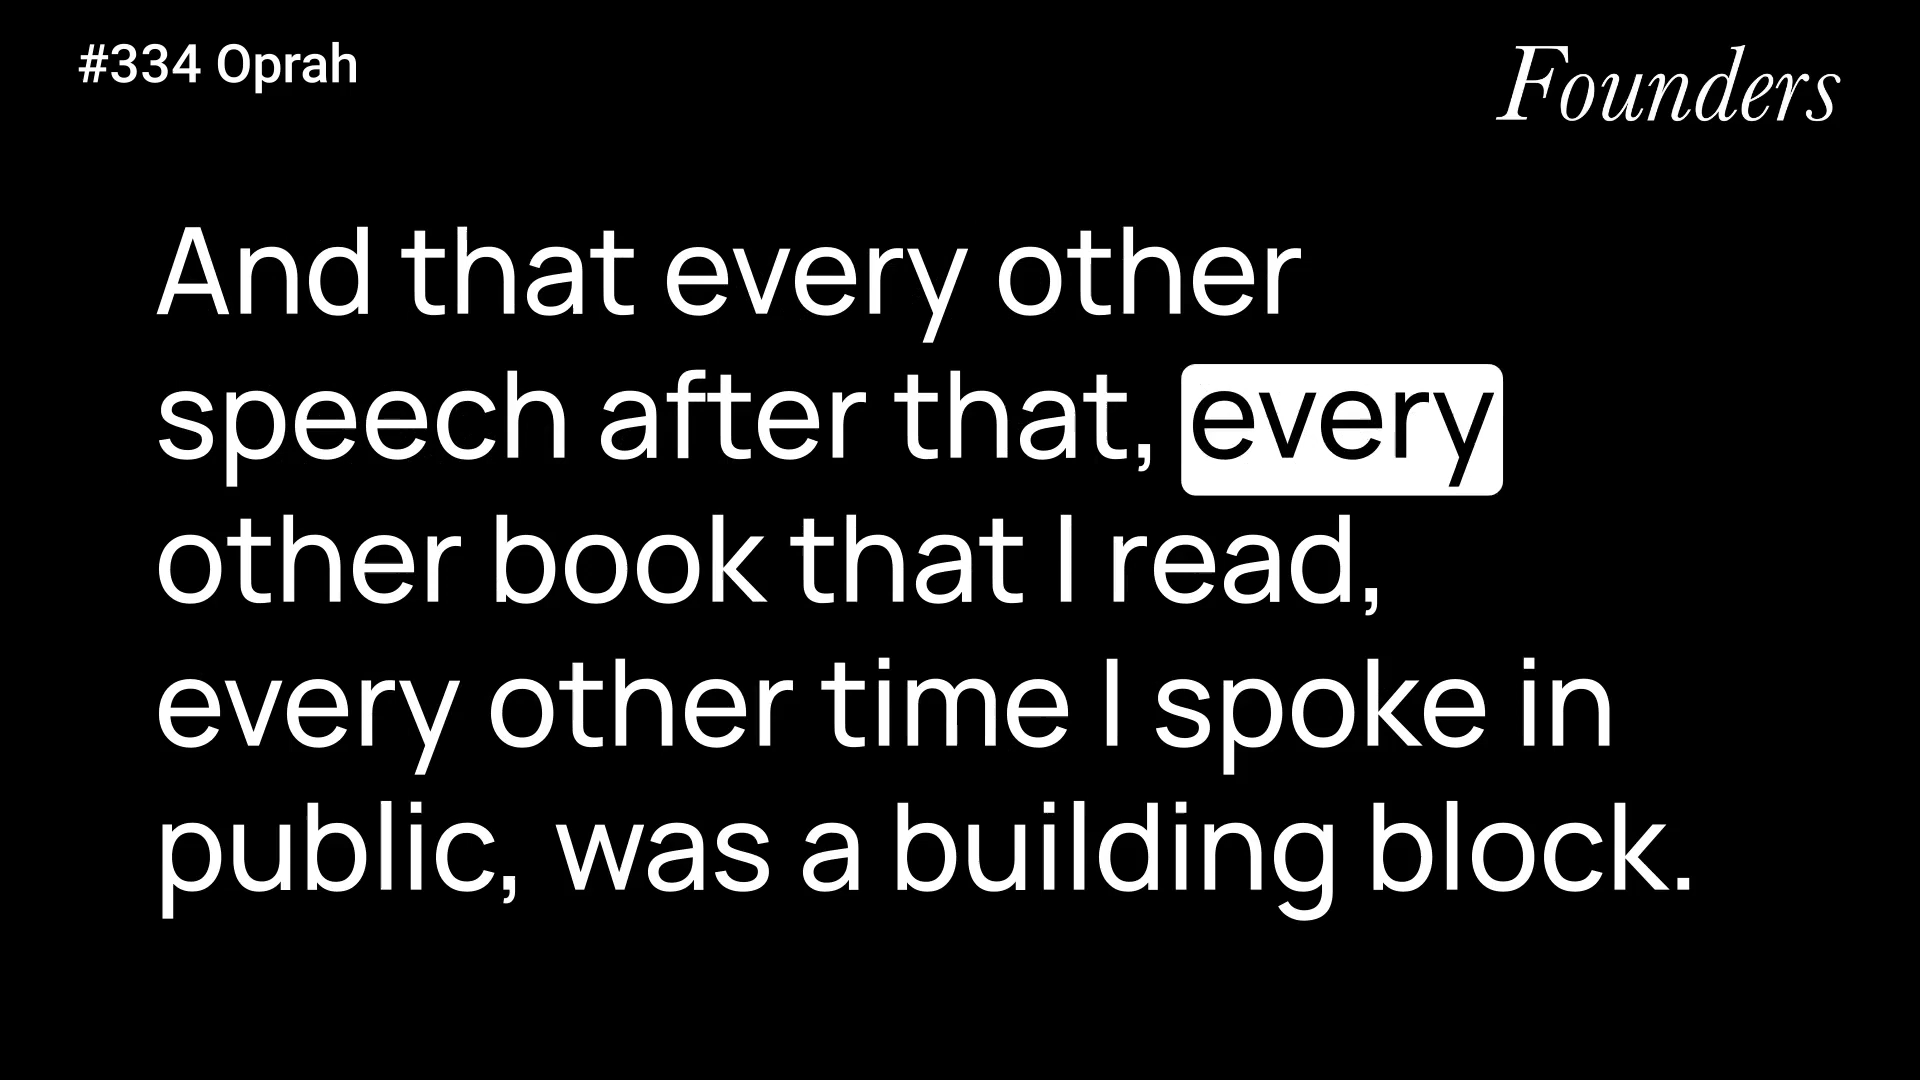 #334 Oprah
Founders
And that every other
speech after that, every
other book that I read,
every other time I spoke in
public, was a building block.